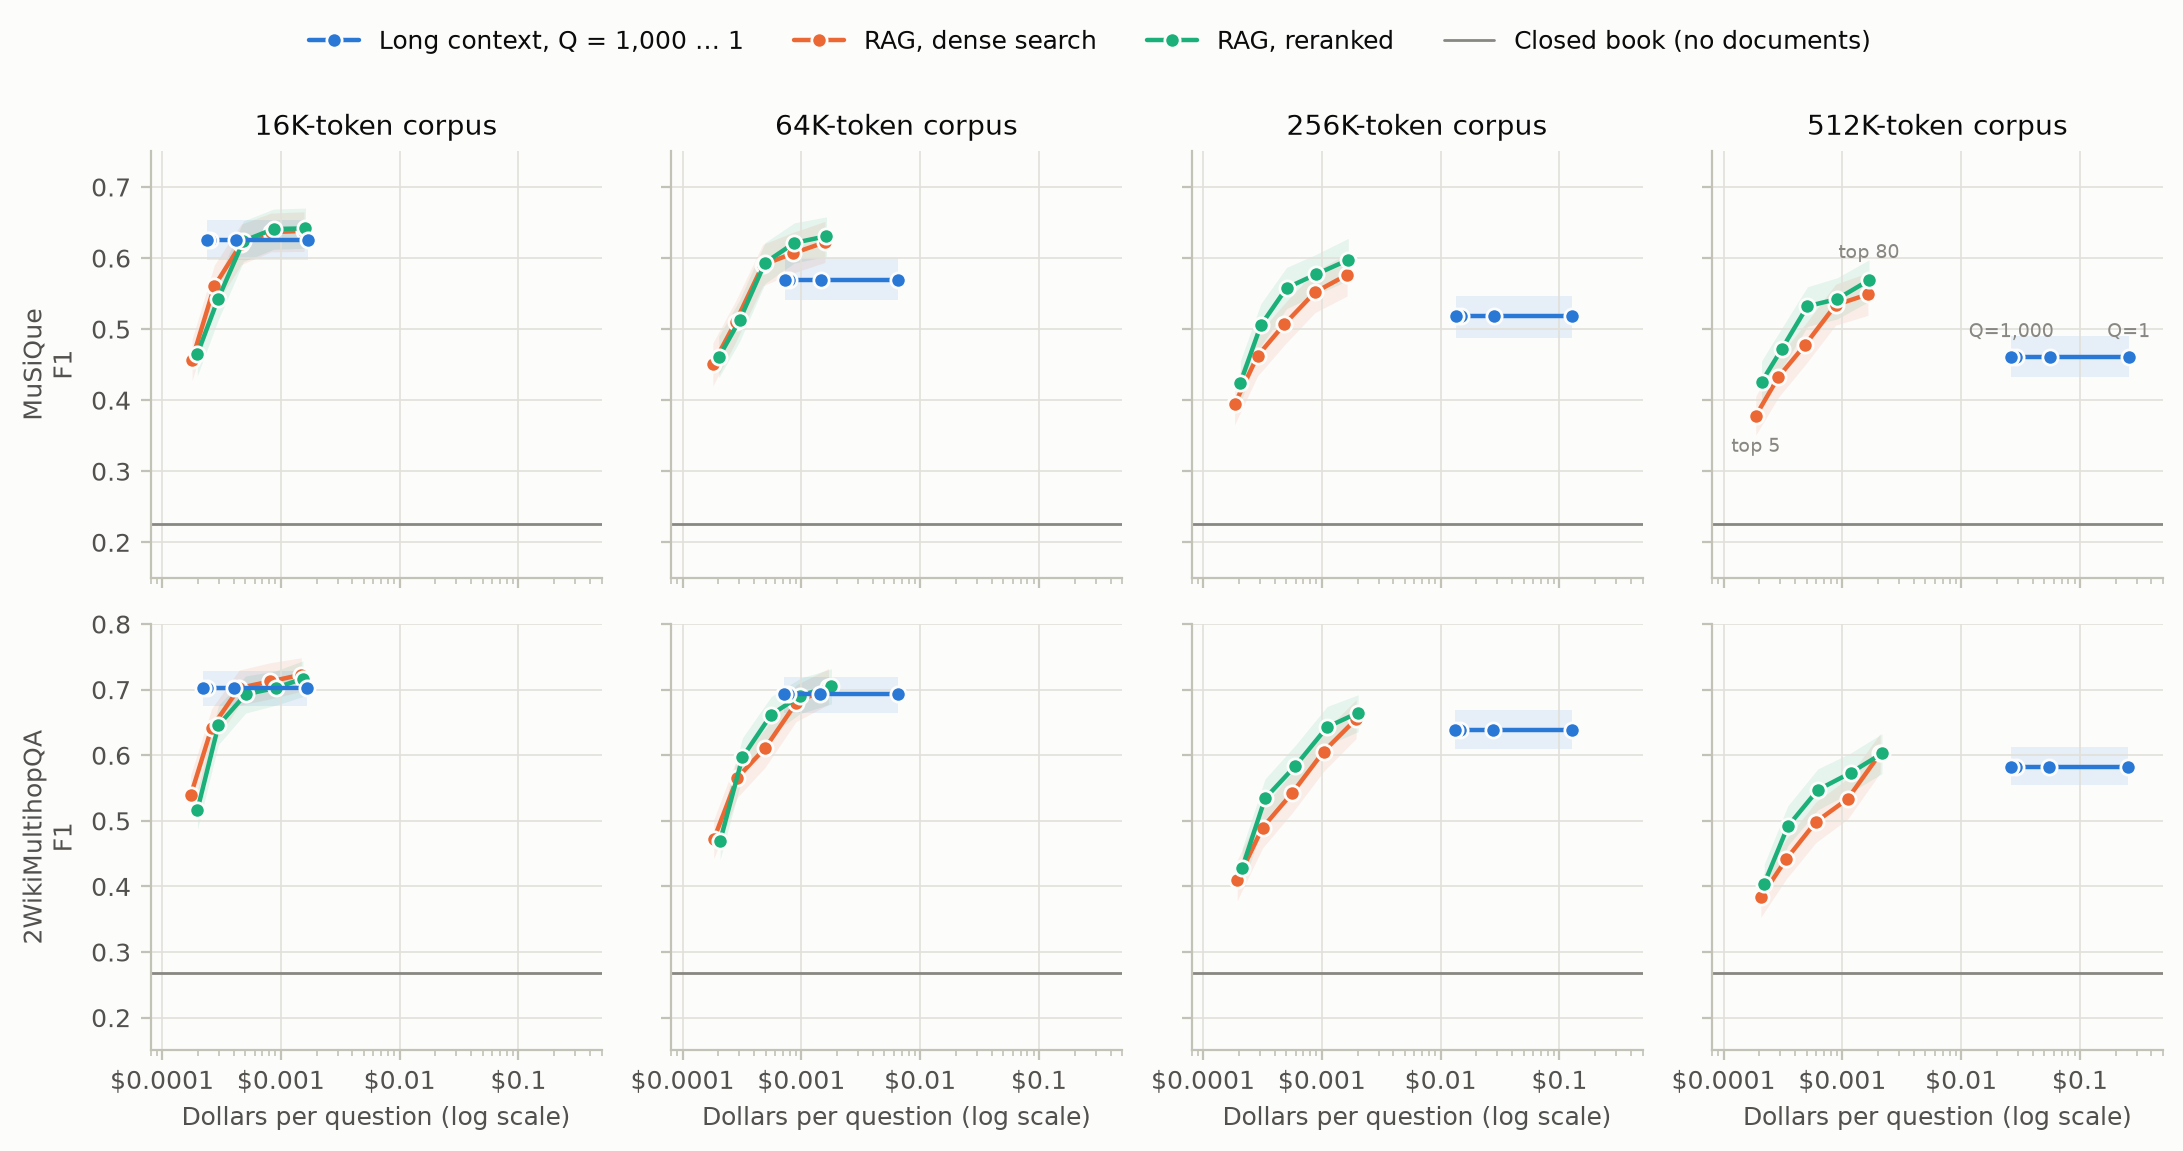 Long context, Q = 1,000 ... 1
RAG, dense search
RAG, reranked
Closed book (no documents)
16K-token corpus
64K-token corpus
256K-token corpus
512K-token corpus
MuSiQue
F1
0.7
0.6
0.5
0.4
0.3
0.2
top 80
Q=1,000
Q=1
top 5
2WikiMultihopQA
F1
0.8
0.7
0.6
0.5
0.4
0.3
0.2
$0.0001 $0.001 $0.01 $0.1
$0.0001 $0.001 $0.01 $0.1
$0.0001 $0.001 $0.01 $0.1
$0.0001 $0.001 $0.01 $0.1
Dollars per question (log scale)
Dollars per question (log scale)
Dollars per question (log scale)
Dollars per question (log scale)